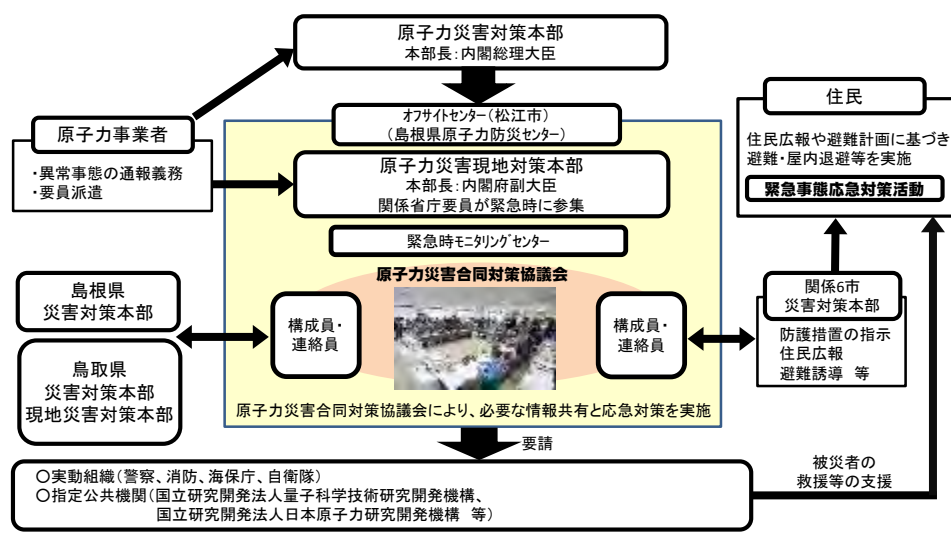 原子力災害対策本部
本部長：内閣総理大臣
原子力事業者
・異常事態の通報義務
・要員派遣
オフサイトセンター（松江市）
（島根県原子力防災センター）
原子力災害現地対策本部
本部長：内閣府副大臣
関係省庁要員が緊急時に参集
緊急時モニタリングセンター
原子力災害合同対策協議会
構成員・
連絡員
構成員・
連絡員
原子力災害合同対策協議会により、必要な情報共有と応急対策を実施
島根県
災害対策本部
鳥取県
災害対策本部
現地災害対策本部
住民
住民広報や避難計画に基づき
避難・屋内退避等を実施
緊急事態応急対策活動
関係6市
災害対策本部
防護措置の指示
住民広報
避難誘導 等
要請
〇実動組織（警察、消防、海保庁、自衛隊）
〇指定公共機関（国立研究開発法人量子科学技術研究開発機構、
国立研究開発法人日本原子力研究開発機構 等）
被災者の
救援等の支援